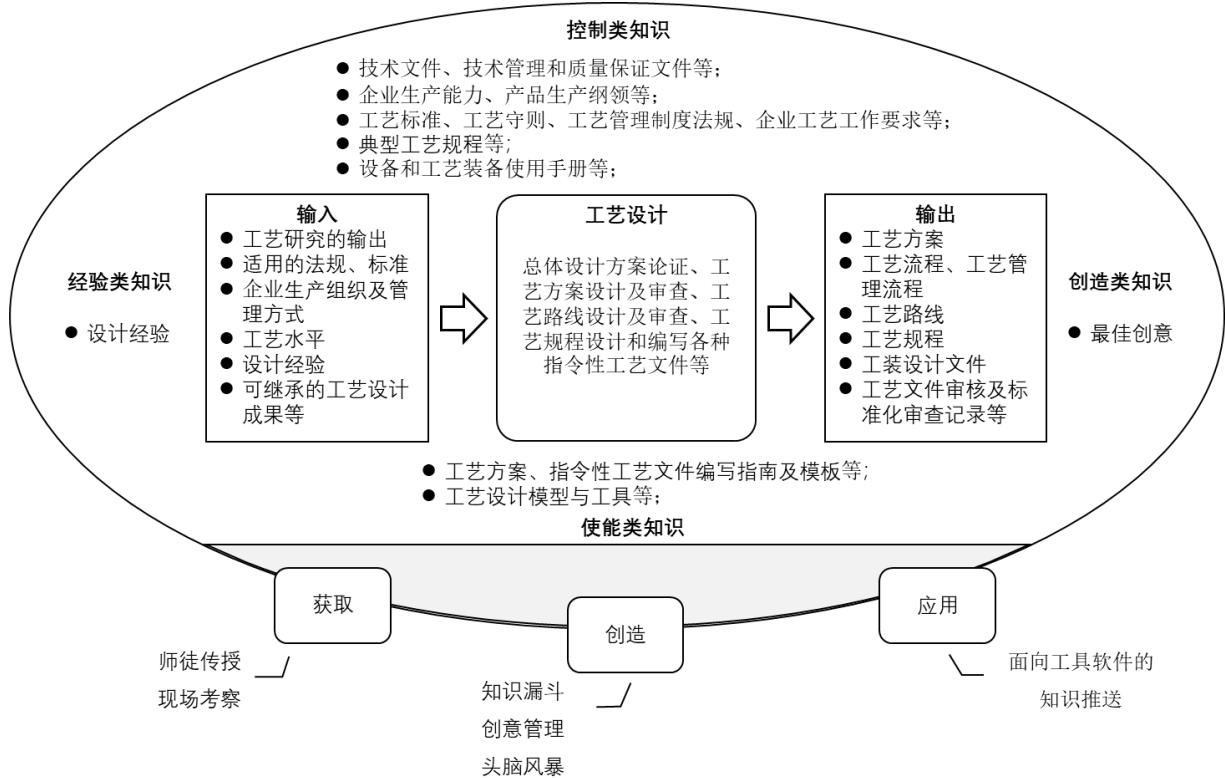 控制类知识
● 技术文件、技术管理和质量保证文件等；
● 企业生产能力、产品生产纲领等；
● 工艺标准、工艺守则、工艺管理制度法规、企业工艺工作要求等；
● 典型工艺规程等；
● 设备和工艺装备使用手册等；
经验类知识
● 设计经验
输入
● 工艺研究的输出
● 适用的法规、标准
● 企业生产组织及管
理方式
● 工艺水平
● 设计经验
● 可继承的工艺设计
成果等
工艺设计
总体设计方案论证、工
艺方案设计及审查、工
艺路线设计及审查、工
艺规程设计和编写各种
指令性工艺文件等
输出
● 工艺方案
● 工艺流程、工艺管
理流程
● 工艺路线
● 工艺规程
● 工装设计文件
● 工艺文件审核及标
准化审查记录等
创造类知识
● 最佳创意
● 工艺方案、指令性工艺文件编写指南及模板等；
● 工艺设计模型与工具等；
使能类知识
获取
师徒传授
现场考察
创造
知识漏斗
创意管理
头脑风暴
应用
面向工具软件的
知识推送